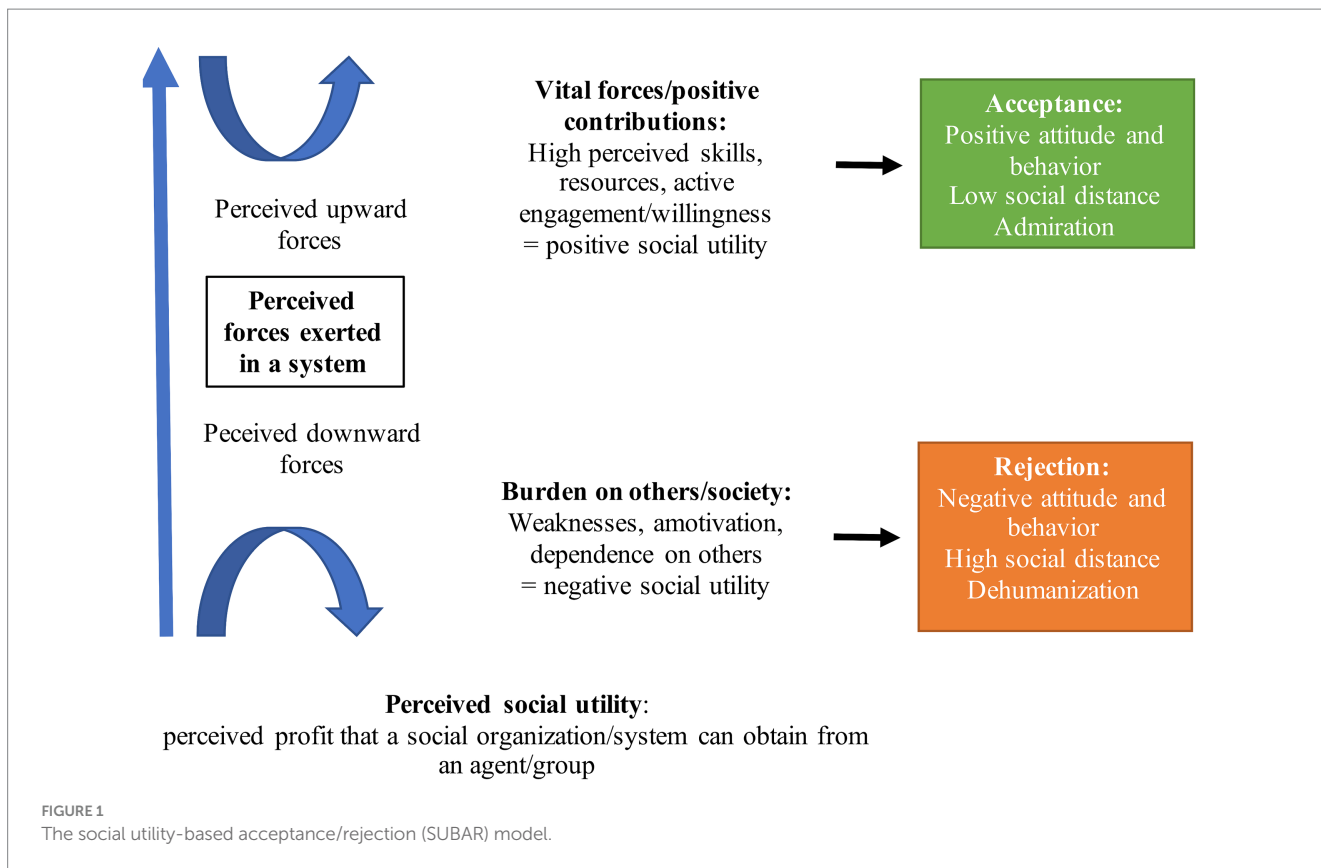 Perceived upward
forces
Perceived
forces exerted
in a system
Peceived downward
forces
Vital forces/positive
contributions:
High perceived skills,
resources, active
engagement/willingness
= positive social utility
Acceptance:
Positive attitude and
behavior
Low social distance
Admiration
Burden on others/society:
Weaknesses, amotivation,
dependence on others
= negative social utility
Rejection:
Negative attitude and
behavior
High social distance
Dehumanization
Perceived social utility:
perceived profit that a social organization/system can obtain from
an agent/group
FIGURE 1
The social utility-based acceptance/rejection (SUBAR) model.